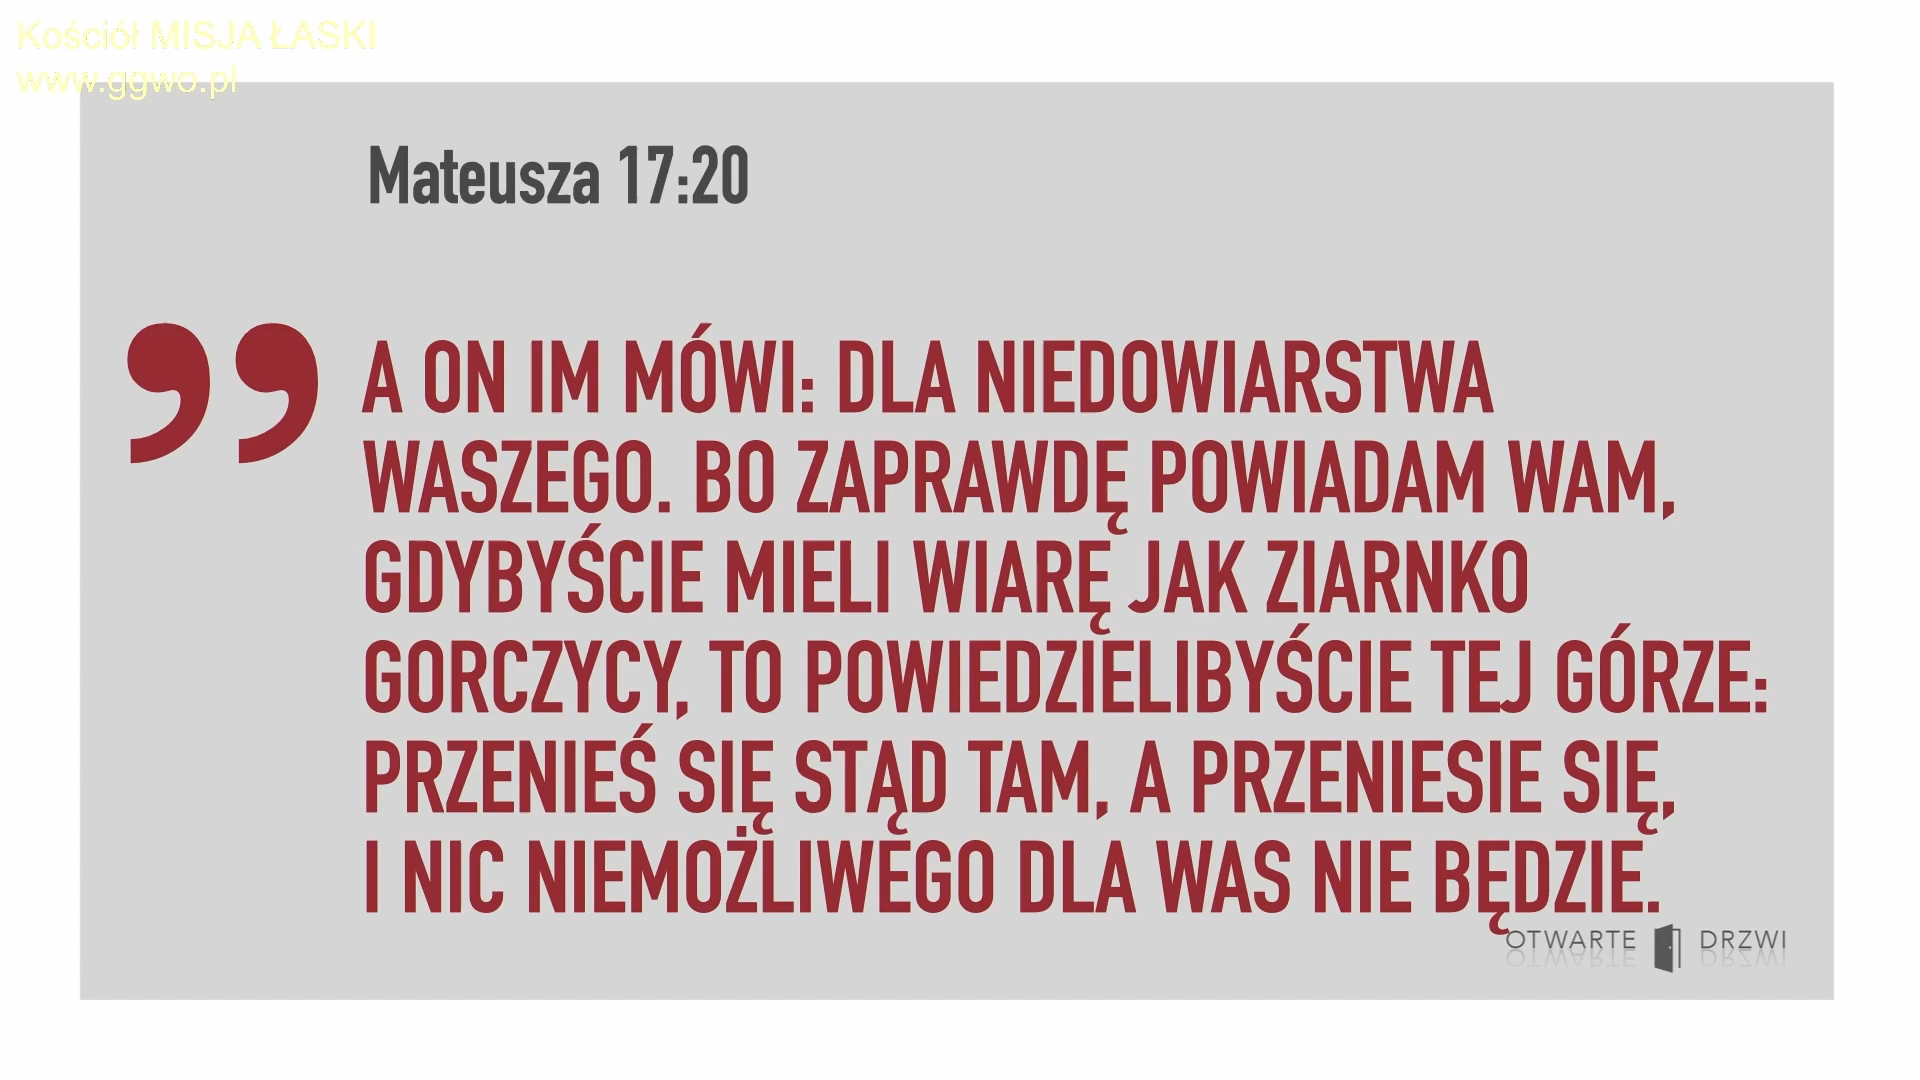 Kościół MISJA ŁASKI
www.ggwo.pl
Mateusza 17:20
” A ON IM MÓWI: DLA NIEDOWIARSTWA
WASZEGO. BO ZAPRAWDĘ POWIADAM WAM,
GDYBYŚCIE MIELI WIARĘ JAK ZIARNKO
GORCZYCY, TO POWIEDZIELIBYŚCIE TEJ GÓRZE:
PRZENIEŚ SIĘ STĄD TAM, A PRZENIESIE SIĘ,
I NIC NIEMOŻLIWEGO DLA WAS NIE BĘDZIE.
OTWARTE DRZWI